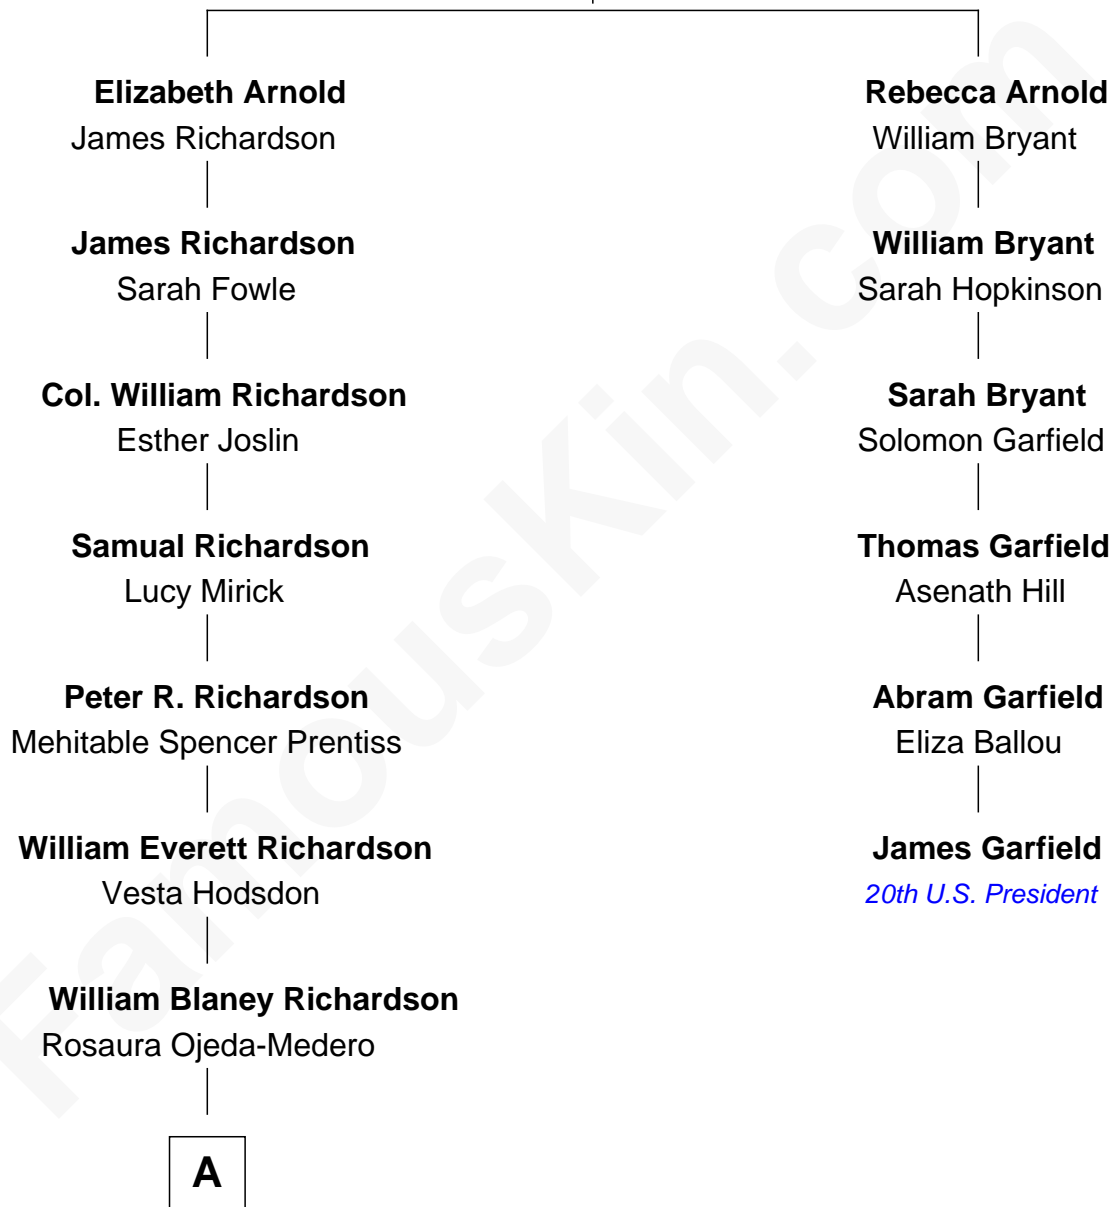 Elizabeth Arnold
James Richardson
James Richardson
Sarah Fowle
Col. William Richardson
Esther Joslin
Samual Richardson
Lucy Mirick
Peter R. Richardson
Mehitable Spencer Prentiss
William Everett Richardson
Vesta Hodsdon
William Blaney Richardson
Rosaura Ojeda-Medero
A
Rebecca Arnold
William Bryant
William Bryant
Sarah Hopkinson
Sarah Bryant
Solomon Garfield
Thomas Garfield
Asenath Hill
Abram Garfield
Eliza Ballou
James Garfield
20th U.S. President
FamousKin.com